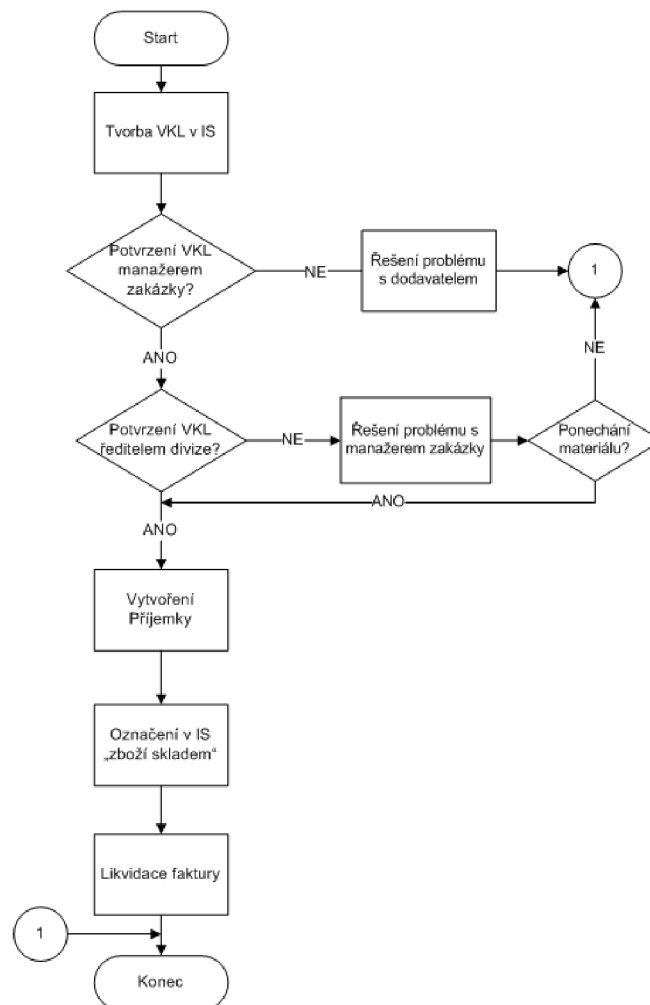 Start
Tvorba VKL v IS
Potvrzení VKL
manažerem
zakázky?
NE
Řešení problému
s dodavatelem
1
ANO
NE
Potvrzení VKL
ředitelem divize?
NE
Řešení problému s
manažerem zakázky
Ponechání
materiálu?
ANO
ANO
Vytvoření
Příjemky
Označení v IS
„zboží skladem“
Likvidace faktury
1
Konec